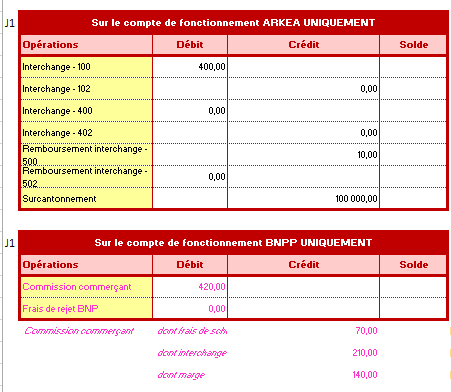 J1 Sur le compte de fonctionnement ARKEA UNIQUEMENT
Opérations Débit Crédit Solde
Interchange - 100 400,00
Interchange - 102 0,00
Interchange - 400 0,00
Interchange - 402 0,00
Remboursement interchange -
500 10,00
Remboursement interchange -
502 0,00
Surcantonnement 100 000,00
J1 Sur le compte de fonctionnement BNPP UNIQUEMENT
Opérations Débit Crédit Solde
Commission commerçant 420,00
Frais de rejet BNP 0,00
Commission commerçant dont frais de sch 70,00
dont interchange 210,00
dont marge 140,00